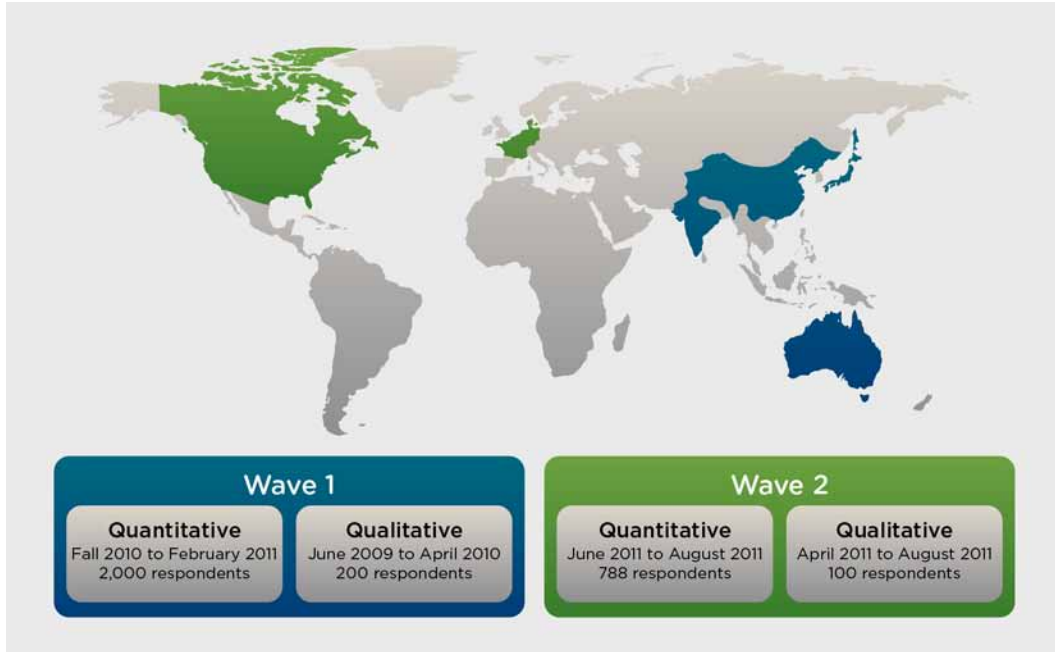 Wave 1
Quantitative
Fall 2010 to February 2011
2,000 respondents
Qualitative
June 2009 to April 2010
200 respondents
Wave 2
Quantitative
June 2011 to August 2011
788 respondents
Qualitative
April 2011 to August 2011
100 respondents